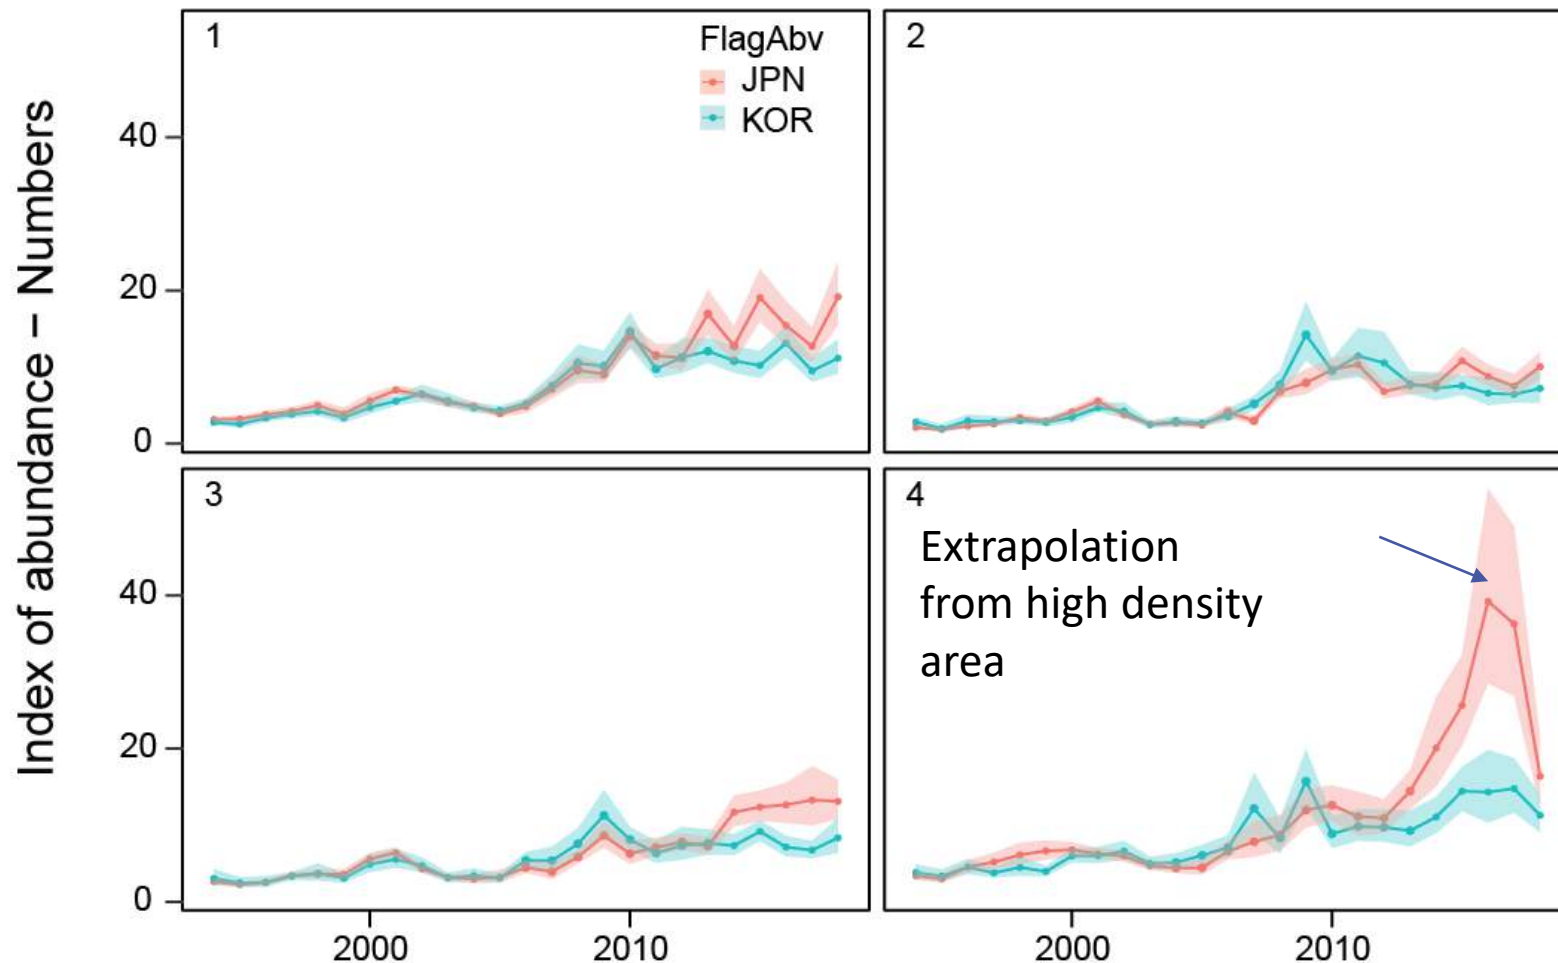 Index of abundance – Numbers
1
FlagAbv
JPN
KOR
40
20
0
2
3
40
20
0
2000
2010
4
Extrapolation
from high density
area
2000
2010